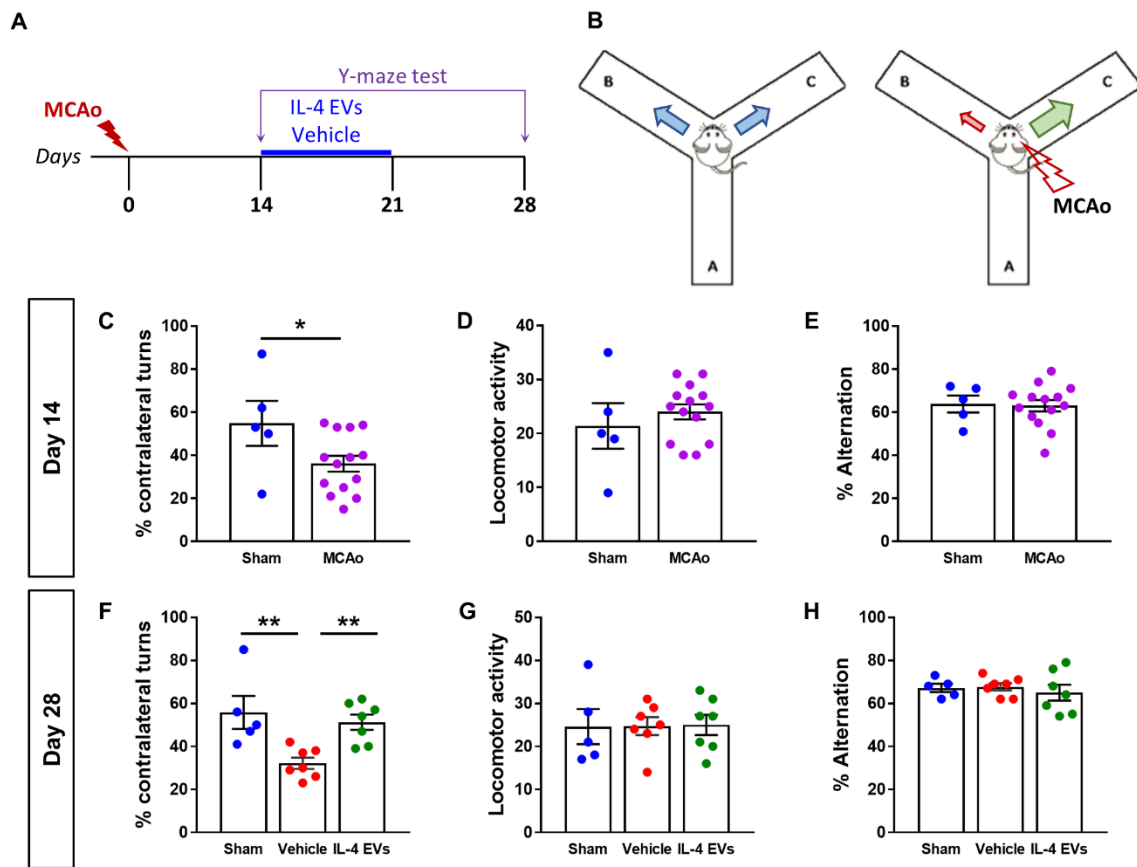 A
MCAo
Days
Y-maze test
IL-4 EVs
Vehicle
0 14 21 28
B
B C
A
B C
MCAo
A
Day 14
C
% contralateral turns
100
80
60
40
20
0
*
Sham MCAo
D
Locomotor activity
40
30
20
10
0
Sham MCAo
E
% Alternation
100
80
60
40
20
0
Sham MCAo
Day 28
F
% contralateral turns
100
80
60
40
20
0
** **
Sham Vehicle IL-4 EVs
G
Locomotor activity
50
40
30
20
10
0
Sham Vehicle IL-4 EVs
H
% Alternation
100
80
60
40
20
0
Sham Vehicle IL-4 EVs